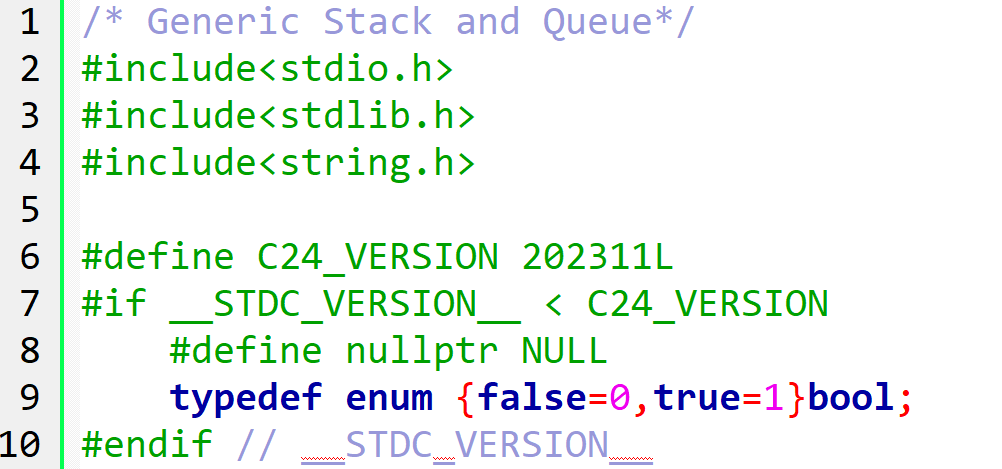 1 /* Generic Stack and Queue*/
2 #include<stdio.h>
3 #include<stdlib.h>
4 #include<string.h>
5
6 #define C24_VERSION 202311L
7 #if __STDC_VERSION__ < C24_VERSION
8     #define nullptr NULL
9     typedef enum {false=0,true=1}bool;
10 #endif // __STDC_VERSION__